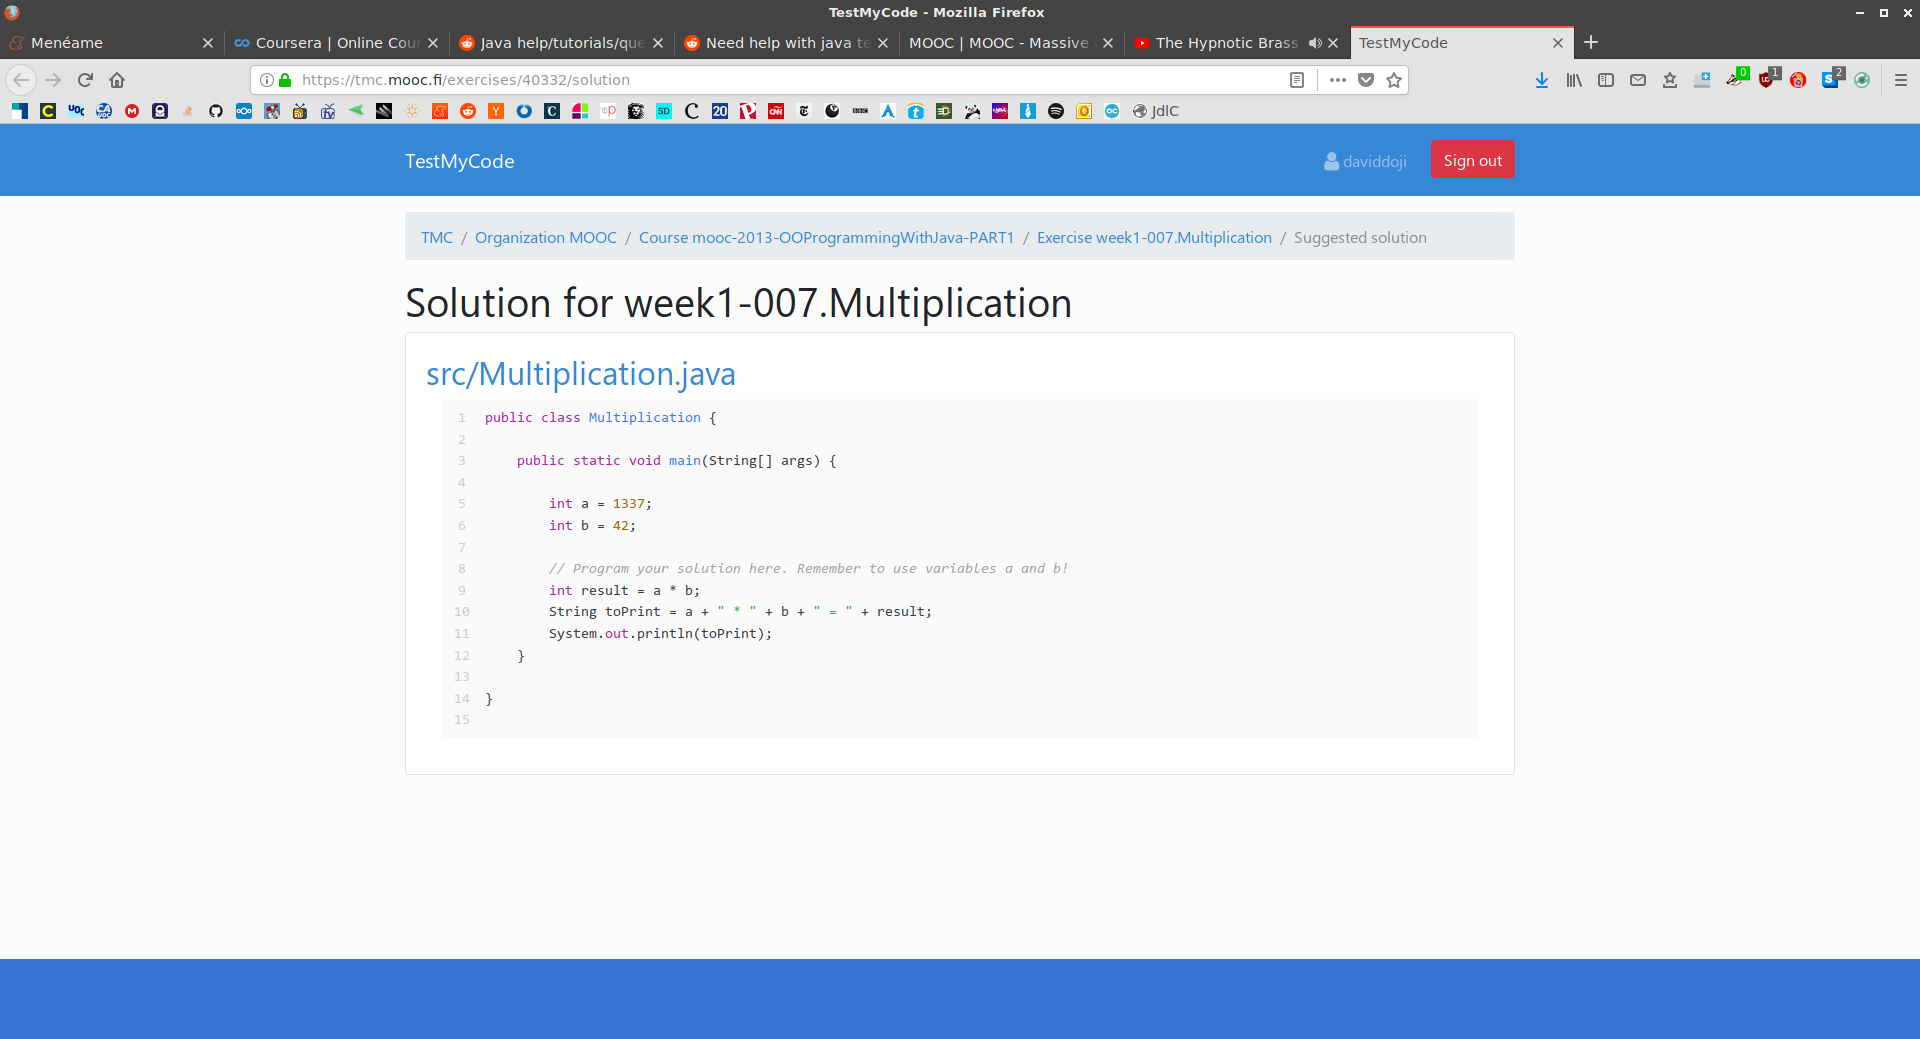 TestMyCode - Mozilla Firefox
Menéame
Coursera | Online Cou
Java help/tutorials/que
Need help with java te
MOOC | MOOC - Massive
The Hypnotic Brass
TestMyCode
https://tmc.mooc.fi/exercises/40332/solution
0
1
2
JdlC
TestMyCode
daviddoji
Sign out
TMC / Organization MOOC / Course mooc-2013-OOProgrammingWithJava-PART1 / Exercise week1-007.Multiplication / Suggested solution
Solution for week1-007.Multiplication
src/Multiplication.java
1 public class Multiplication {
2
3 public static void main(String[] args) {
4
5 int a = 1337;
6 int b = 42;
7
8 // Program your solution here. Remember to use variables a and b!
9 int result = a * b;
10 String toPrint = a + " * " + b + " = " + result;
11 System.out.println(toPrint);
12 }
13
14 }
15